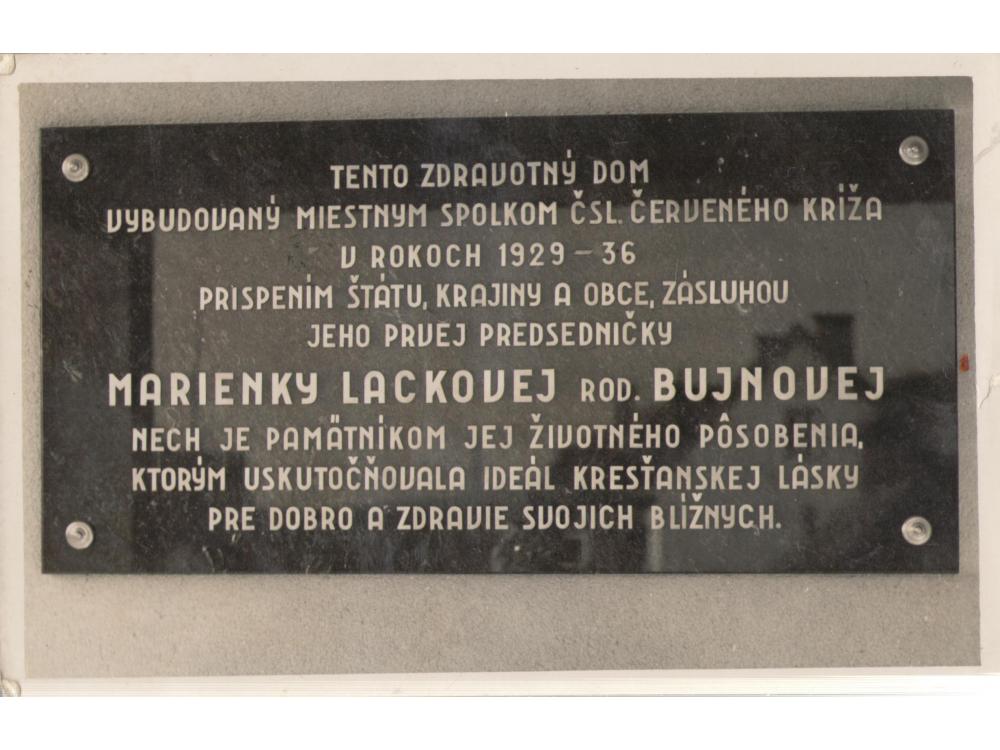 TENTO ZDRAVOTNÝ DOM
VYBUDOVANÝ MIESTNYM SPOLKOM ČSL. ČERVENÉHO KRÍŽA
V ROKOCH 1929 – 36
PRISPENÍM ŠTÁTU, KRAJINY A OBCE, ZÁSLUHOU
JEHO PRVEJ PREDSEDNIČKY
MARIENKY LACKOVEJ ROD. BUJNOVEJ
NECH JE PAMÄTNÍKOM JEJ ŽIVOTNÉHO PÔSOBENIA,
KTORÝM USKUTOČŇOVALA IDEÁL KRESŤANSKEJ LÁSKY
PRE DOBRO A ZDRAVIE SVOJICH BLÍŽNYCH.